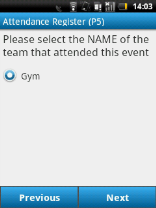 14:03
Attendance Register (P5)
Please select the NAME of the
team that attended this event
Gym
Previous
Next